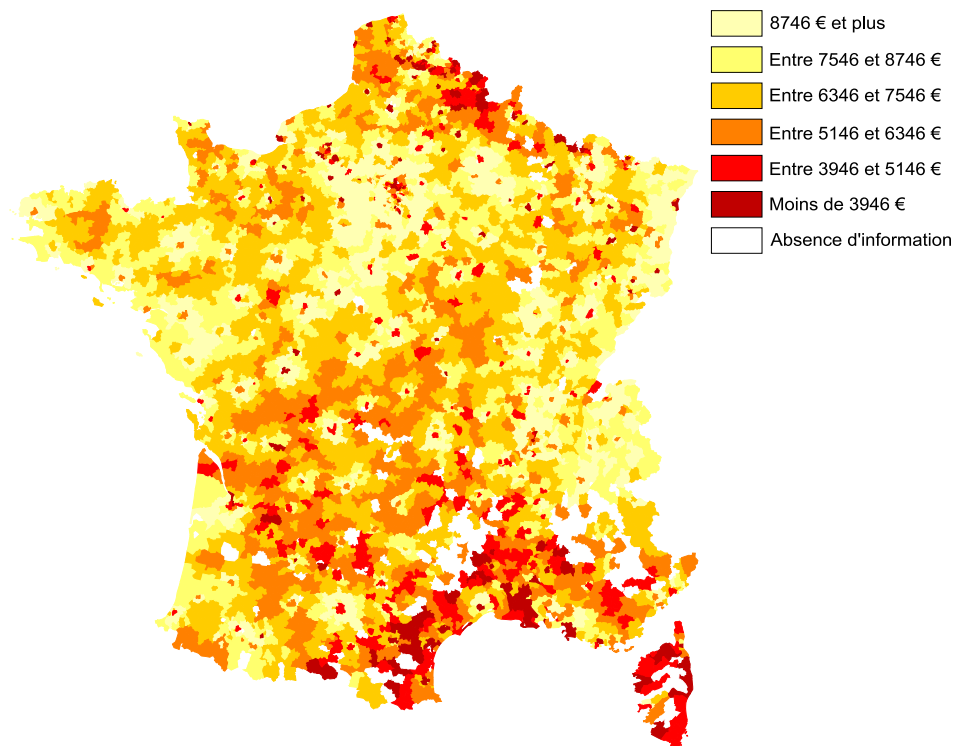 8746 € et plus
Entre 7546 et 8746 €
Entre 6346 et 7546 €
Entre 5146 et 6346 €
Entre 3946 et 5146 €
Moins de 3946 €
Absence d'information